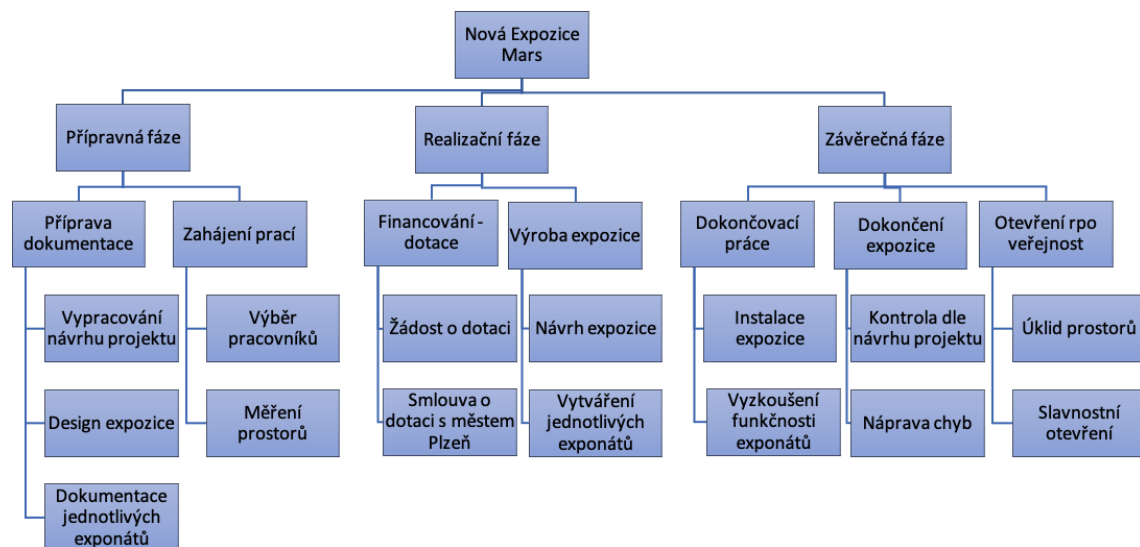 Nová Expozice
Mars
Přípravná fáze
Realizační fáze
Závěrečná fáze
Příprava
dokumentace
Zahájení prací
Financování -
dotace
Výroba expozice
Dokončovací
práce
Dokončení
expozice
Otevření rpo
veřejnost
Vypracování
návrhu projektu
Výběr
pracovníků
Žádost o dotaci
Návrh expozice
Instalace
expozice
Kontrola dle
návrhu projektu
Úklid prostorů
Design expozice
Měření
prostorů
Smlouva o
dotaci s městem
Plzeň
Vytváření
jednotlivých
exponátů
Vyzkoušení
funkčnosti
exponátů
Náprava chyb
Slavnostní
otevření
Dokumentace
jednotlivých
exponátů